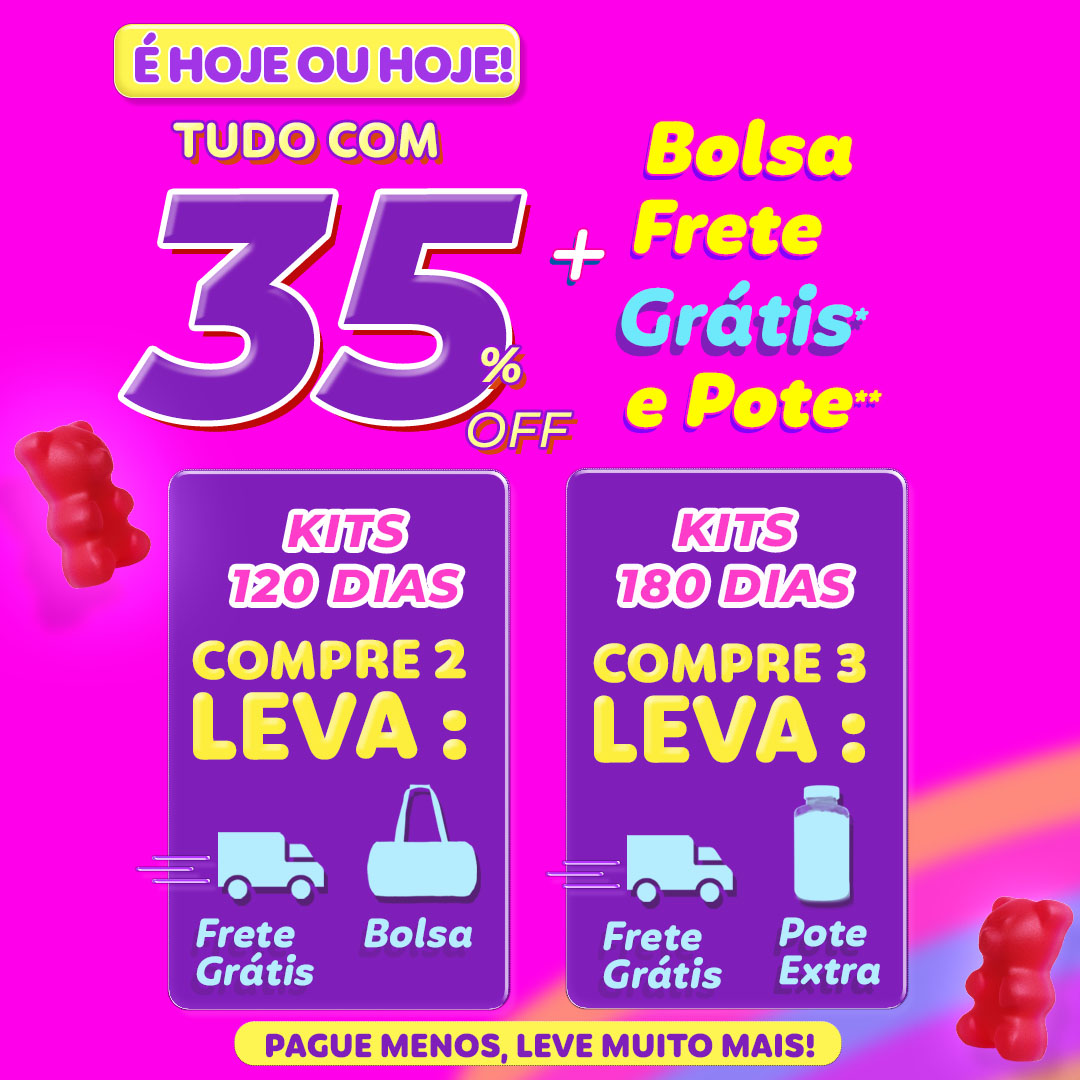 É HOJE OU HOJE!
TUDO COM
35
%
OFF
+
Bolsa
Frete
Grátis*
e Pote**
KITS
120 DIAS
COMPRE 2
LEVA :
Frete
Grátis
Bolsa
KITS
180 DIAS
COMPRE 3
LEVA :
Frete
Grátis
Pote
Extra
PAGUE MENOS, LEVE MUITO MAIS!